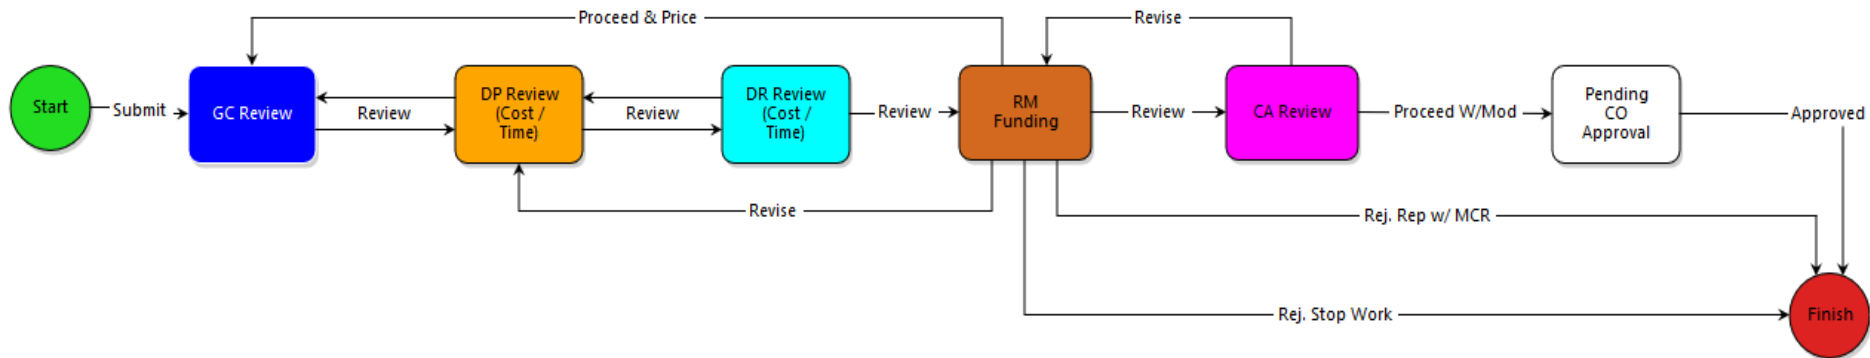 Proceed & Price
Revise
Start
Submit
GC Review
Review
DP Review
(Cost /
Time)
Review
DR Review
(Cost /
Time)
Review
RM
Funding
Review
CA Review
Proceed W/Mod
Pending
CO
Approval
Approved
Revise
Rej. Rep w/ MCR
Rej. Stop Work
Finish